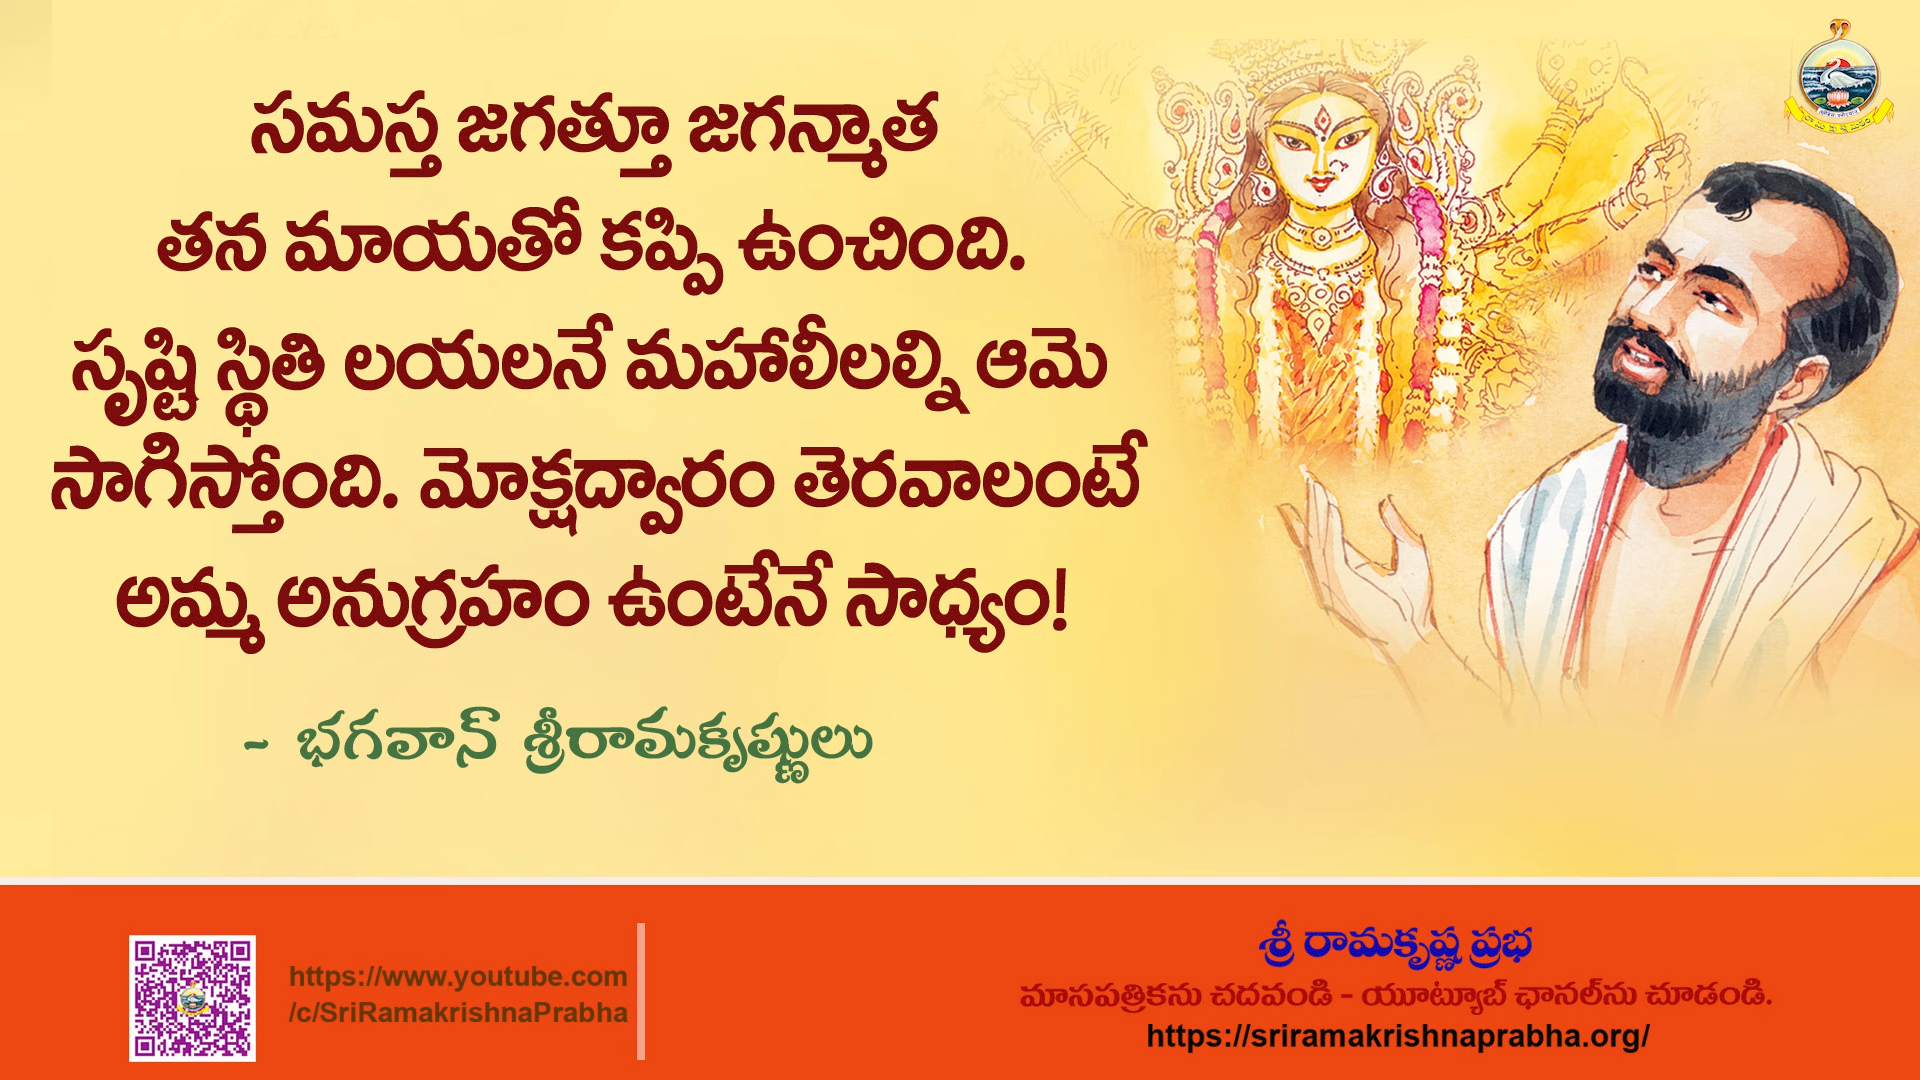 సమస్త జగత్తూ జగన్మాత
తన మాయతో కప్పి ఉంచింది.
సృష్టి స్థితి లయలనే మహాలీలల్ని ఆమె
సాగిస్తోంది. మోక్షద్వారం తెరవాలంటే
అమ్మ అనుగ్రహం ఉంటేనే సాధ్యం!
- భగవాన్ శ్రీరామకృష్ణులు
https://www.youtube.com
/c/SriRamakrishnaPrabha
శ్రీ రామకృష్ణ ప్రభ
మాసపత్రికను చదవండి - యూట్యూబ్ ఛానల్‌ను చూడండి.
https://sriramakrishnaprabha.org/